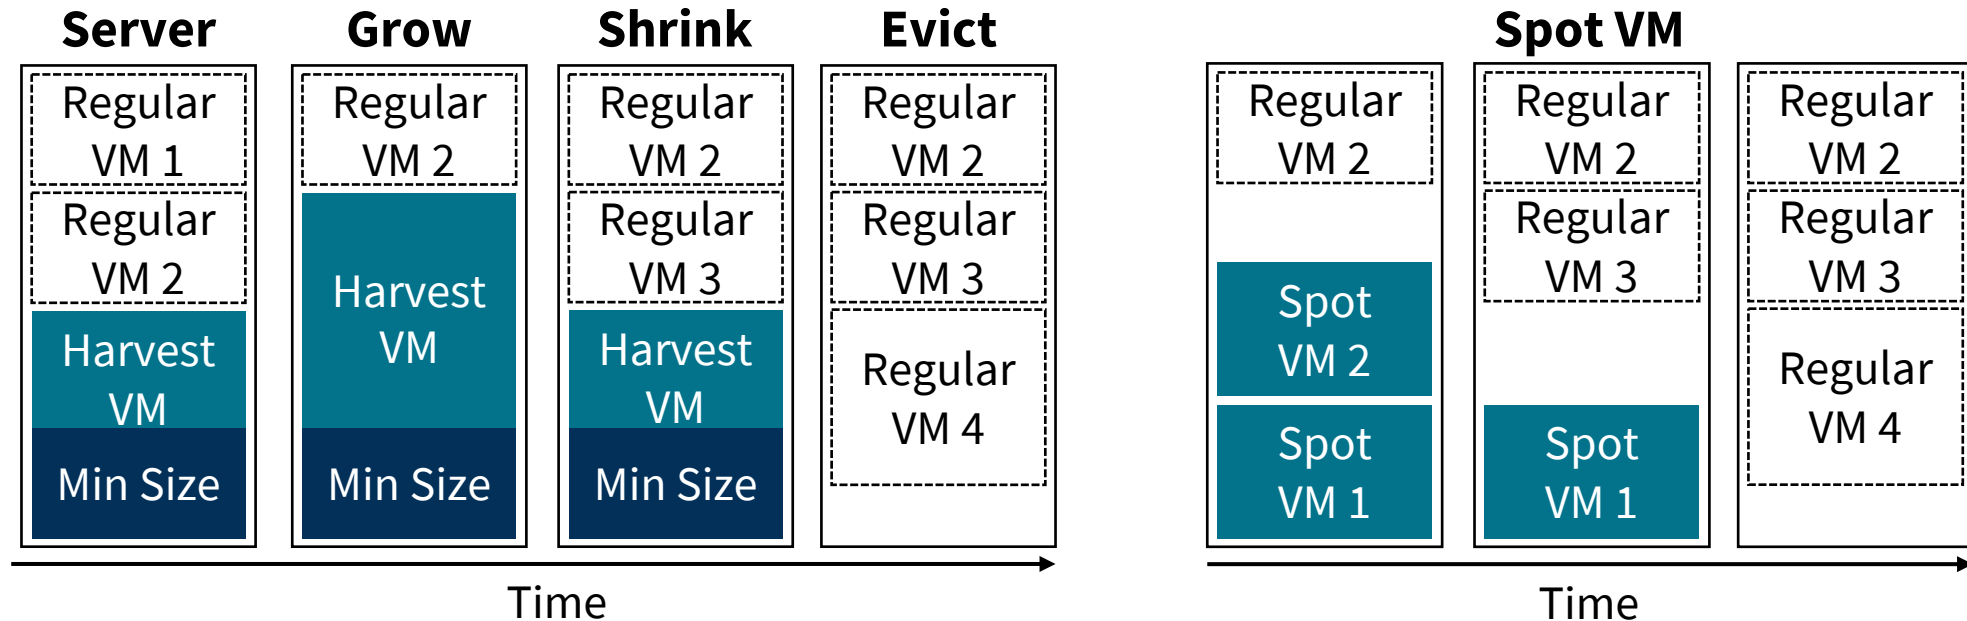 Server
Regular
VM 1
Regular
VM 2
Harvest
VM
Min Size
Grow
Regular
VM 2
Harvest
VM
Min Size
Shrink
Regular
VM 2
Regular
VM 3
Harvest
VM
Min Size
Evict
Regular
VM 2
Regular
VM 3
Regular
VM 4
Time
Spot VM
Regular
VM 2
Spot
VM 2
Spot
VM 1
Regular
VM 2
Regular
VM 3
Spot
VM 1
Regular
VM 2
Regular
VM 3
Regular
VM 4
Time